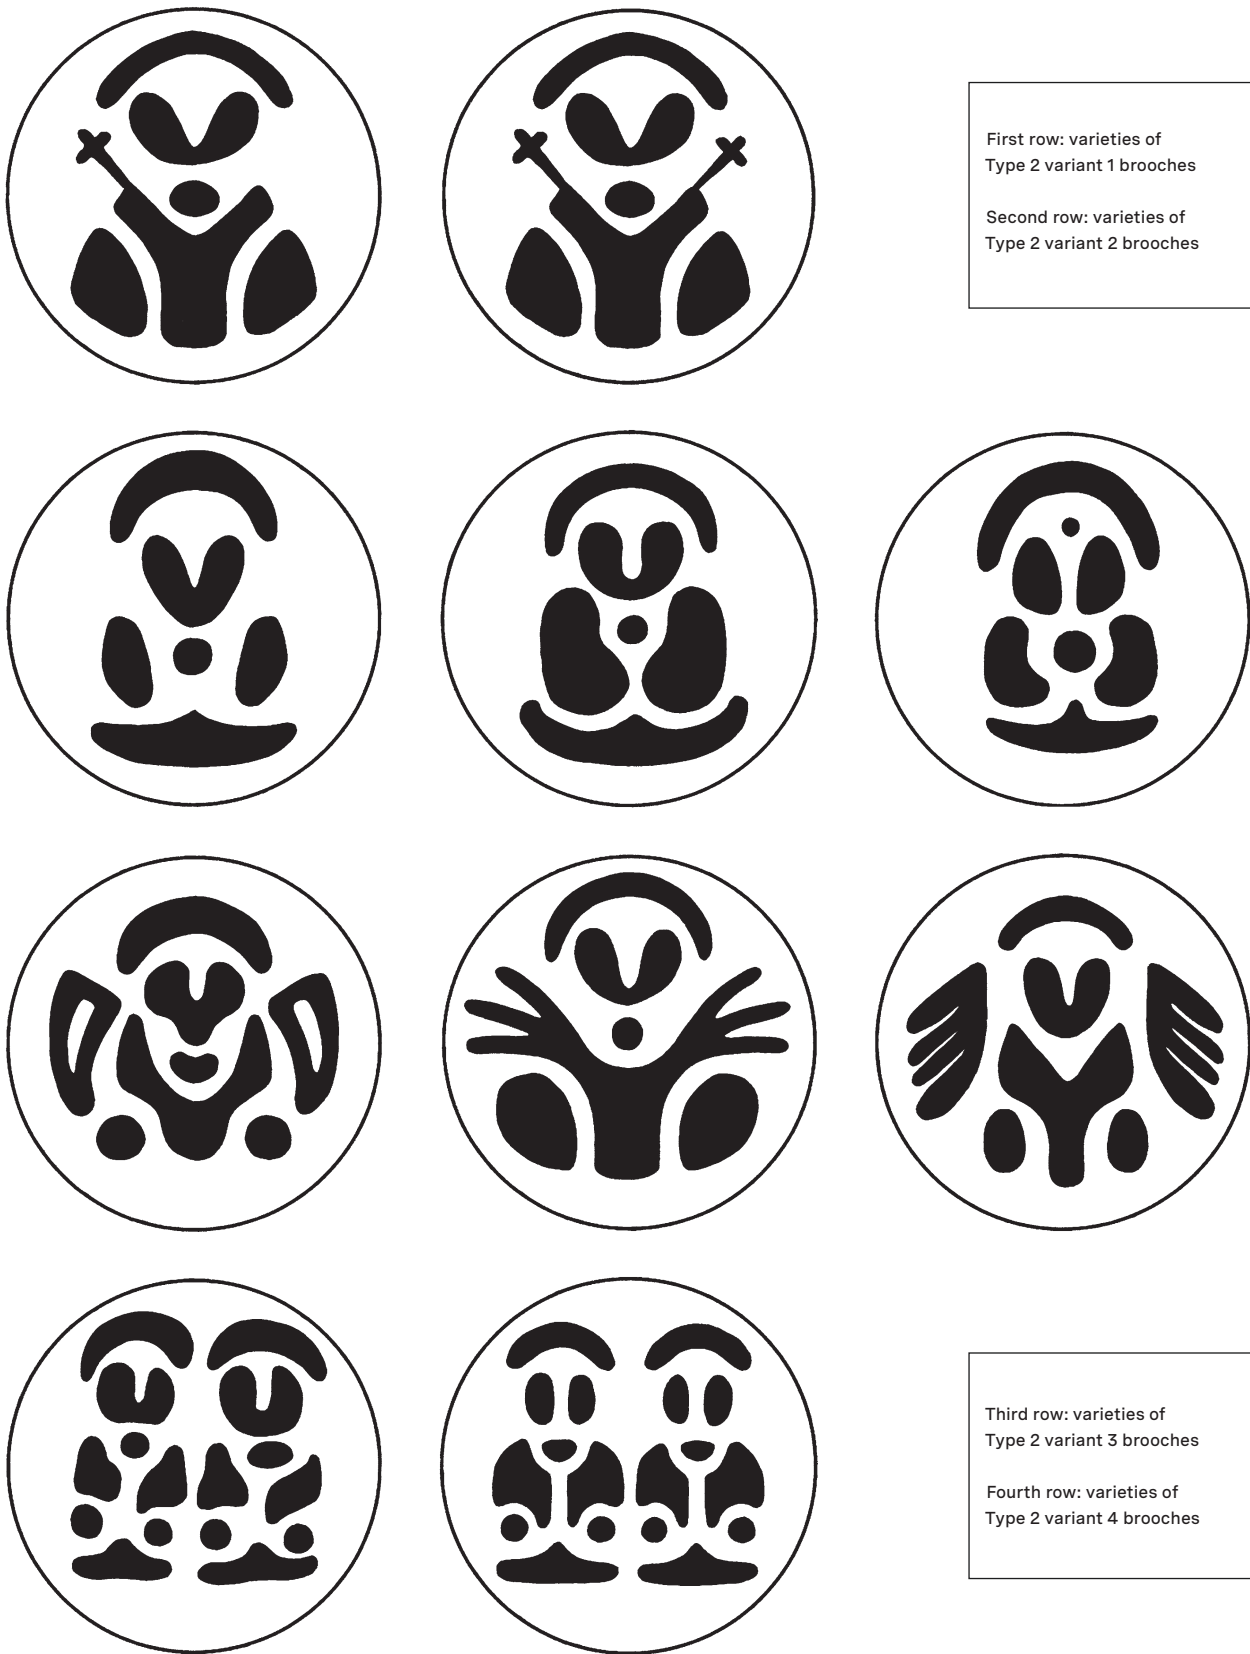 First row: varieties of
Type 2 variant 1 brooches
Second row: varieties of
Type 2 variant 2 brooches
Third row: varieties of
Type 2 variant 3 brooches
Fourth row: varieties of
Type 2 variant 4 brooches